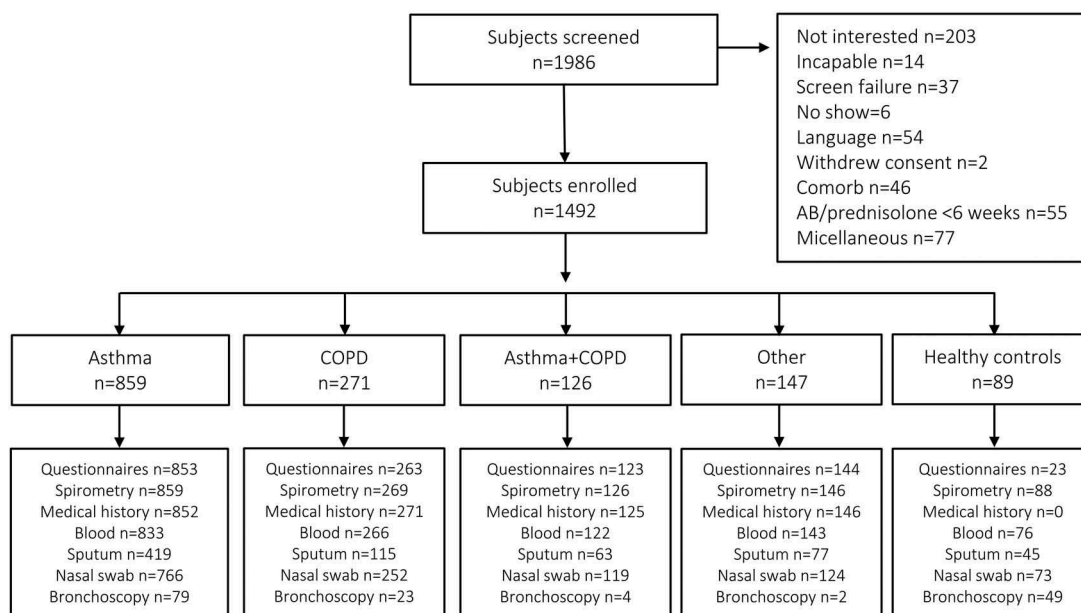 Subjects screened
n=1986
Not interested n=203
Incapable n=14
Screen failure n=37
No show=6
Language n=54
Withdrew consent n=2
Comorb n=46
AB/prednisolone <6 weeks n=55
Micellaneous n=77
Subjects enrolled
n=1492
Asthma
n=859
COPD
n=271
Asthma+COPD
n=126
Other
n=147
Healthy controls
n=89
Questionnaires n=853
Spirometry n=859
Medical history n=852
Blood n=833
Sputum n=419
Nasal swab n=766
Bronchoscopy n=79
Questionnaires n=263
Spirometry n=269
Medical history n=271
Blood n=266
Sputum n=115
Nasal swab n=252
Bronchoscopy n=23
Questionnaires n=123
Spirometry n=126
Medical history n=125
Blood n=122
Sputum n=63
Nasal swab n=119
Bronchoscopy n=4
Questionnaires n=144
Spirometry n=146
Medical history n=146
Blood n=143
Sputum n=77
Nasal swab n=124
Bronchoscopy n=2
Questionnaires n=23
Spirometry n=88
Medical history n=0
Blood n=76
Sputum n=45
Nasal swab n=73
Bronchoscopy n=49